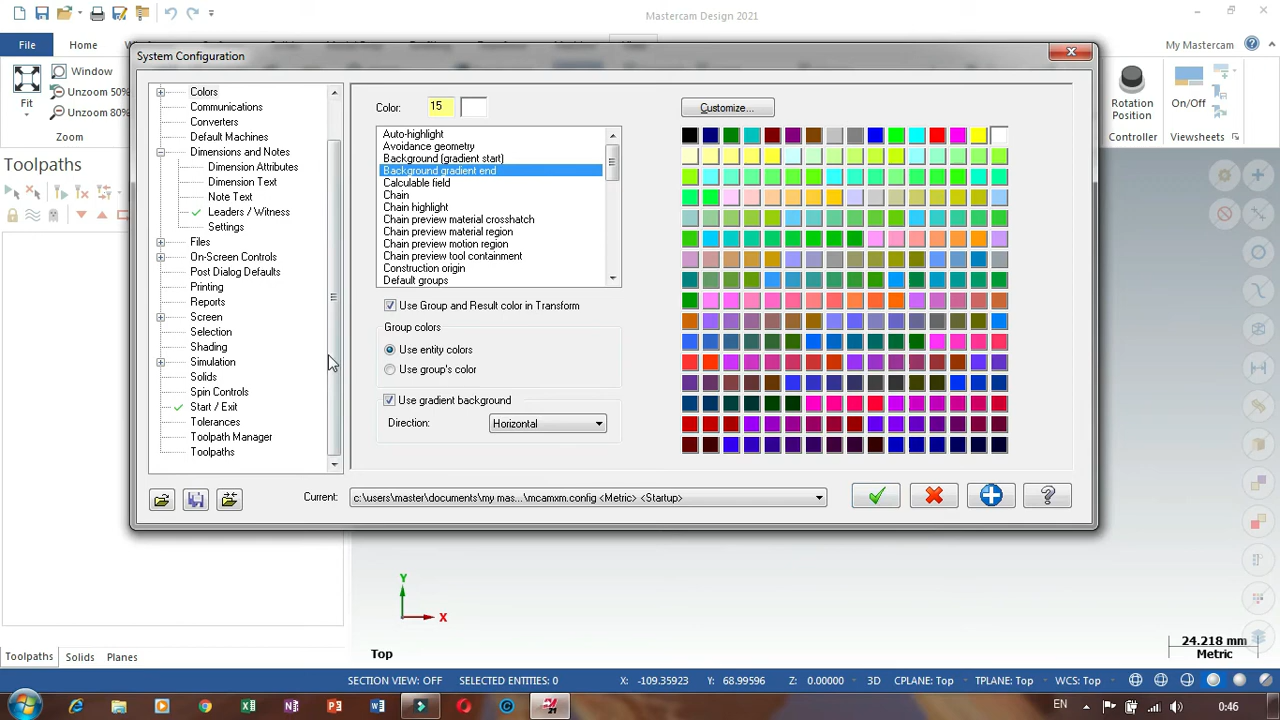 Mastercam Design 2021
File
Home
View
My Mastercam
Fit
Window
Unzoom 50%
Unzoom 80%
Zoom
Rotation
Position
Controller
On/Off
Viewsheets
System Configuration
Colors
Communications
Converters
Default Machines
Dimensions and Notes
Dimension Attributes
Dimension Text
Note Text
Leaders / Witness
Settings
Files
On-Screen Controls
Post Dialog Defaults
Printing
Reports
Screen
Selection
Shading
Simulation
Solids
Spin Controls
Start / Exit
Tolerances
Toolpath Manager
Toolpaths
Color:
15
Customize...
Auto-highlight
Avoidance geometry
Background (gradient start)
Background gradient end
Calculable field
Chain
Chain highlight
Chain preview material crosshatch
Chain preview material region
Chain preview motion region
Chain preview tool containment
Construction origin
Default groups
Use Group and Result color in Transform
Group colors
Use entity colors
Use group's color
Use gradient background
Direction:
Horizontal
Current:
c:\users\master\documents\my mas...\mcamxm.config <Metric> <Startup>
Toolpaths
Y
X
Top
24.218 mm
Metric
Toolpaths
Solids
Planes
SECTION VIEW: OFF
SELECTED ENTITIES: 0
X: -109.35923
Y: 68.99596
Z: 0.00000
3D
CPLANE: Top
TPLANE: Top
WCS: Top
EN
0:46